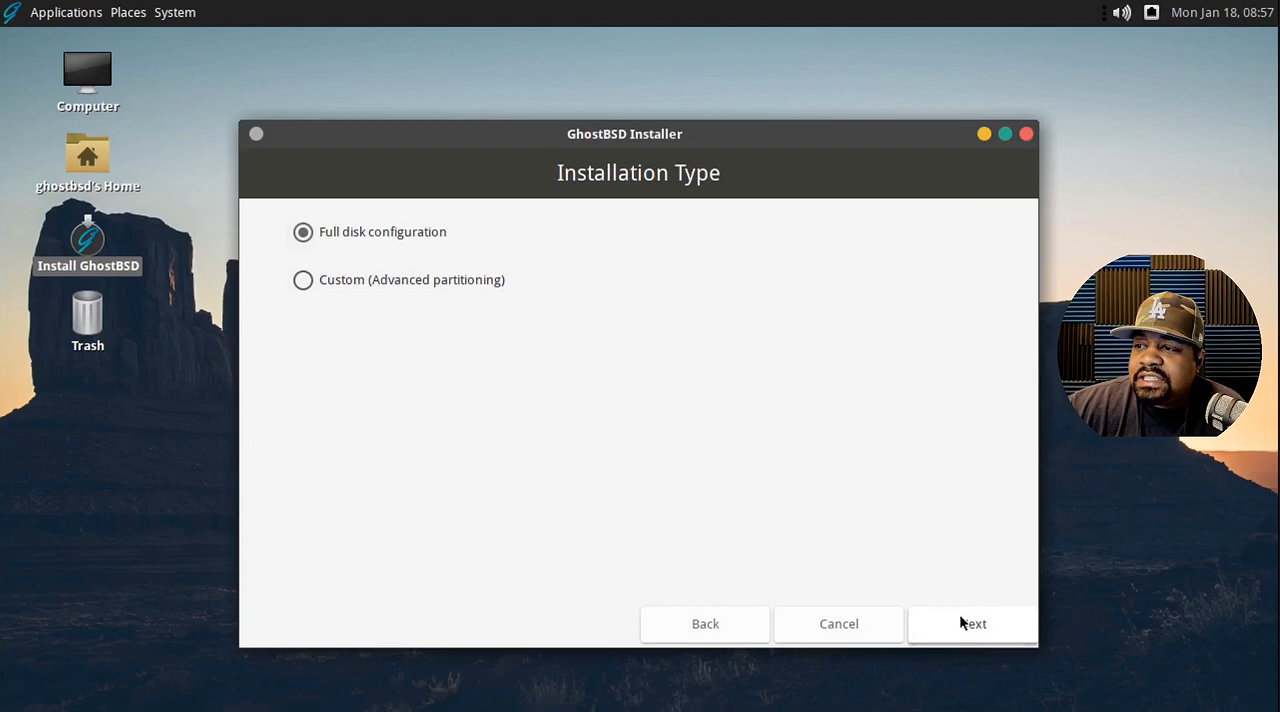 Applications Places System
Mon Jan 18, 08:57
Computer
ghostbsd's Home
Install GhostBSD
Trash
GhostBSD Installer
Installation Type
Full disk configuration
Custom (Advanced partitioning)
Back
Cancel
LA